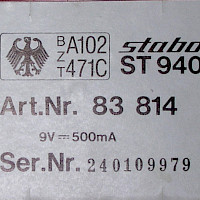 BZT A102 471C stabo ST 940
Art.Nr. 83 814
9V ⎓ 500mA
Ser.Nr. 240109979